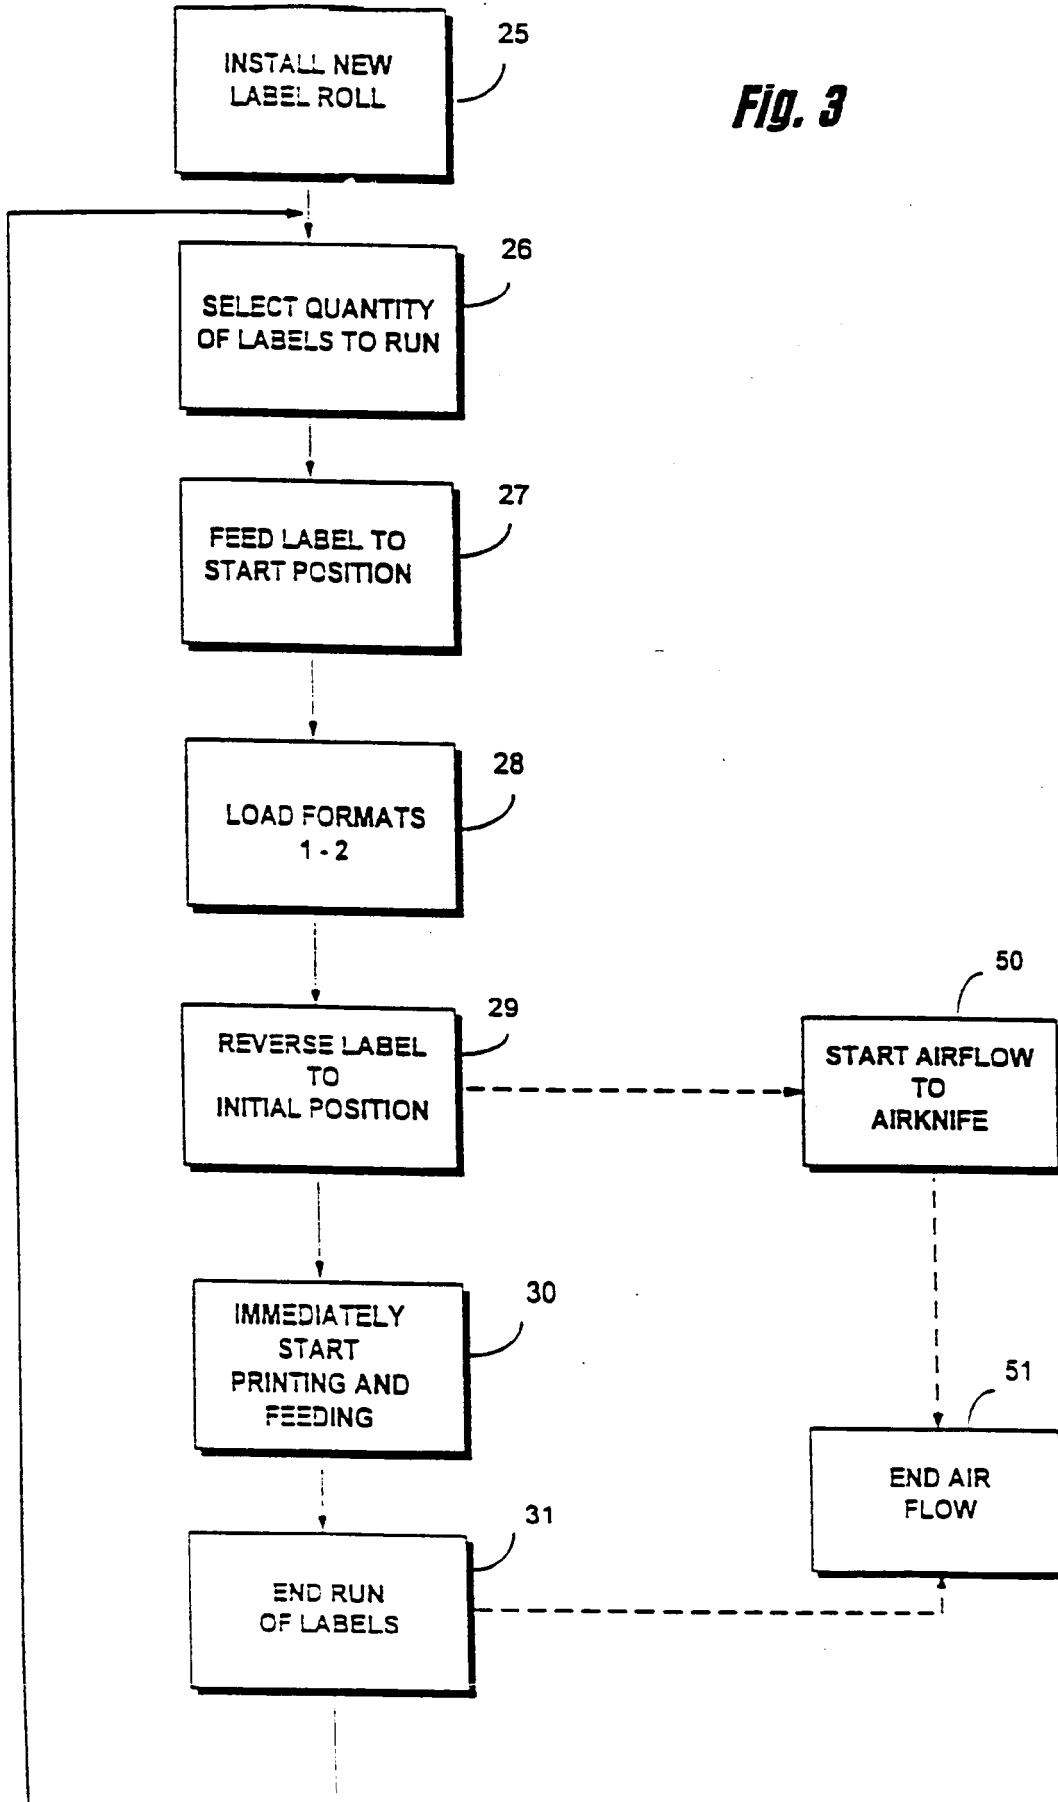 25
INSTALL NEW
LABEL ROLL
Fig. 3
26
SELECT QUANTITY
OF LABELS TO RUN
27
FEED LABEL TO
START POSITION
28
LOAD FORMATS
1 - 2
29
REVERSE LABEL
TO
INITIAL POSITION
50
START AIRFLOW
TO
AIRKNIFE
30
IMMEDIATELY
START
PRINTING AND
FEEDING
51
END AIR
FLOW
31
END RUN
OF LABELS